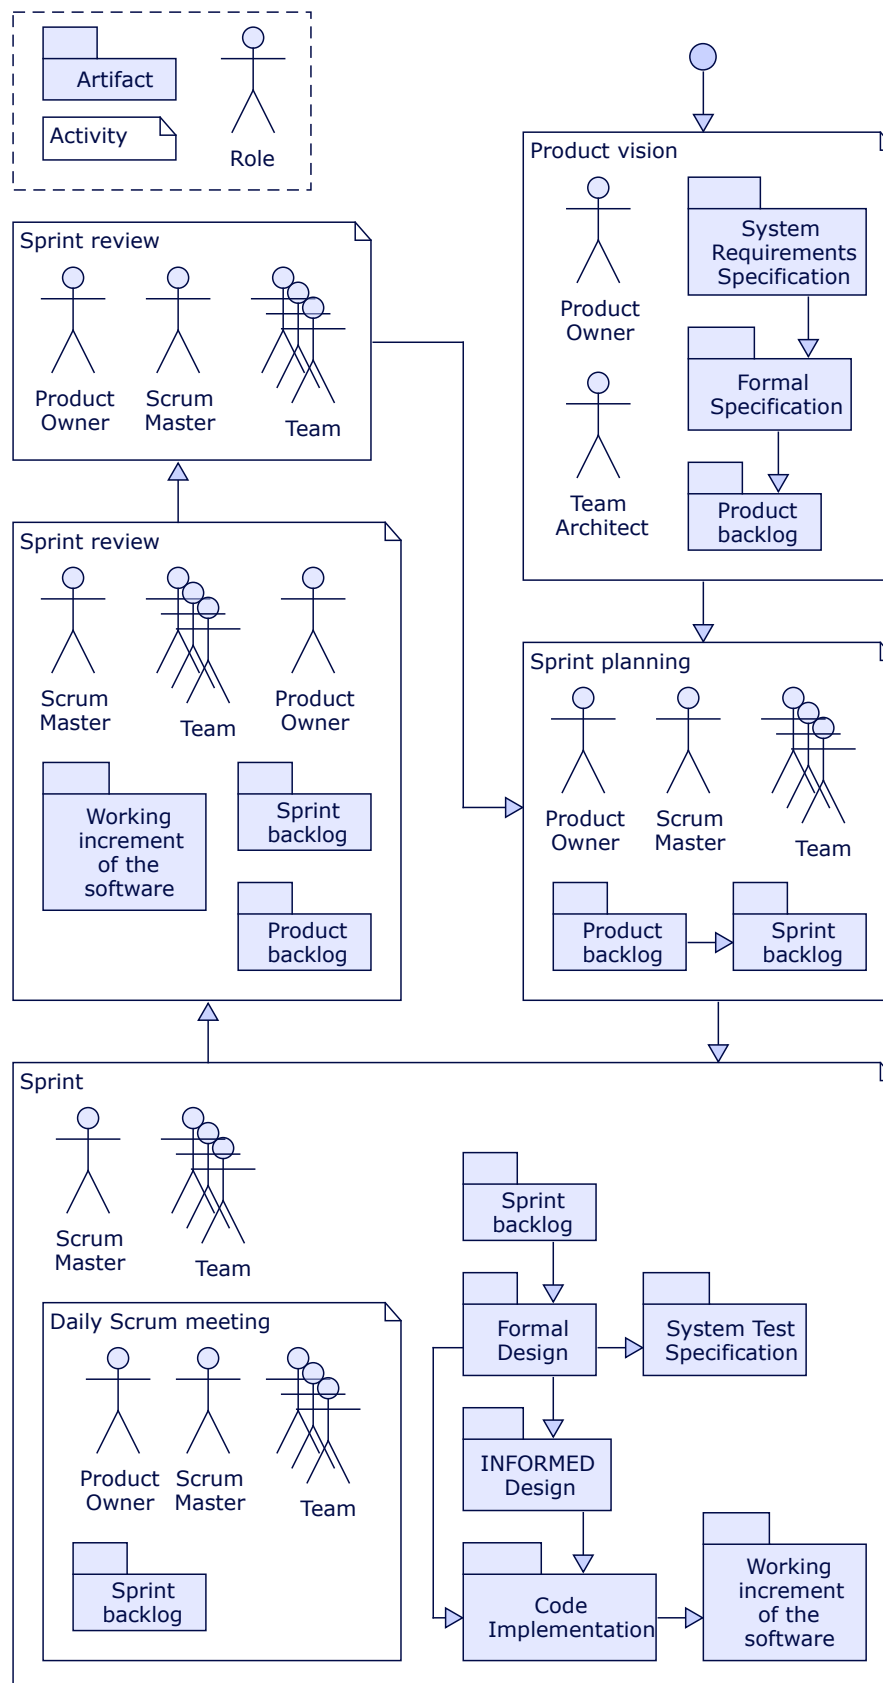 Artifact
Activity
Role
Product vision
Product
Owner
System
Requirements
Specification
Formal
Specification
Team
Architect
Product
backlog
Sprint review
Product
Owner
Scrum
Master
Team
Sprint review
Scrum
Master
Team
Product
Owner
Working
increment
of the
software
Sprint
backlog
Product
backlog
Sprint planning
Product
Owner
Scrum
Master
Team
Product
backlog
Sprint
backlog
Sprint
Scrum
Master
Team
Daily Scrum meeting
Product
Owner
Scrum
Master
Team
Sprint
backlog
Sprint
backlog
Formal
Design
System Test
Specification
INFORMED
Design
Code
Implementation
Working
increment
of the
software